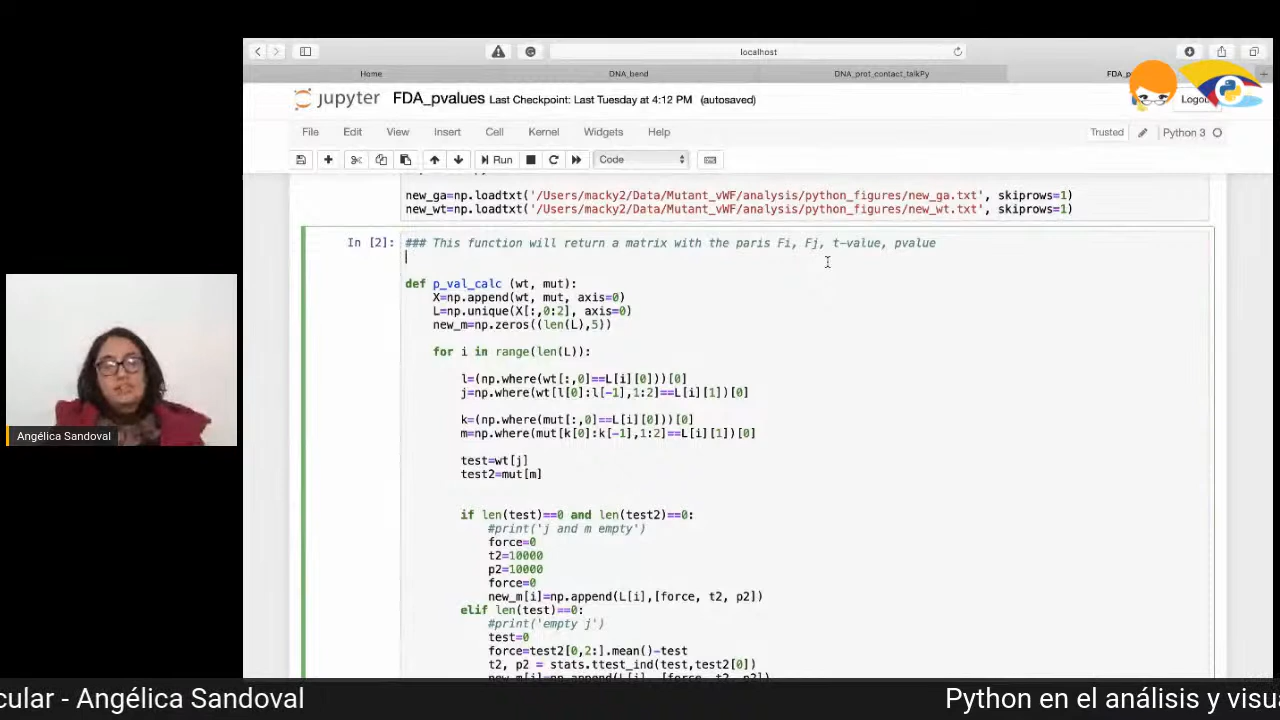 localhost
Home
DNA_bend
DNA_prot_contact_talkPy
FDA_p
jupyter
FDA_pvalues Last Checkpoint: Last Tuesday at 4:12 PM (autosaved)
Logout
File Edit View Insert Cell Kernel Widgets Help
Trusted
Python 3
Run
Code
new_ga=np.loadtxt('/Users/macky2/Data/Mutant_vWF/analysis/python_figures/new_ga.txt', skiprows=1)
new_wt=np.loadtxt('/Users/macky2/Data/Mutant_vWF/analysis/python_figures/new_wt.txt', skiprows=1)
In [2]:
### This function will return a matrix with the paris Fi, Fj, t-value, pvalue
def p_val_calc (wt, mut):
X=np.append(wt, mut, axis=0)
L=np.unique(X[:,0:2], axis=0)
new_m=np.zeros((len(L),5))
for i in range(len(L)):
l=(np.where(wt[:,0]==L[i][0]))[0]
j=np.where(wt[l[0]:l[-1],1:2]==L[i][1])[0]
k=(np.where(mut[:,0]==L[i][0]))[0]
m=np.where(mut[k[0]:k[-1],1:2]==L[i][1])[0]
test=wt[j]
test2=mut[m]
if len(test)==0 and len(test2)==0:
#print('j and m empty')
force=0
t2=10000
p2=10000
force=0
new_m[i]=np.append(L[i],[force, t2, p2])
elif len(test)==0:
#print('empty j')
test=0
force=test2[0,2:].mean()-test
t2, p2 = stats.ttest_ind(test,test2[0])
new_m[i]=np.append(L[i], [force, t2, p2])
Angélica Sandoval
cular - Angélica Sandoval
Python en el análisis y visua